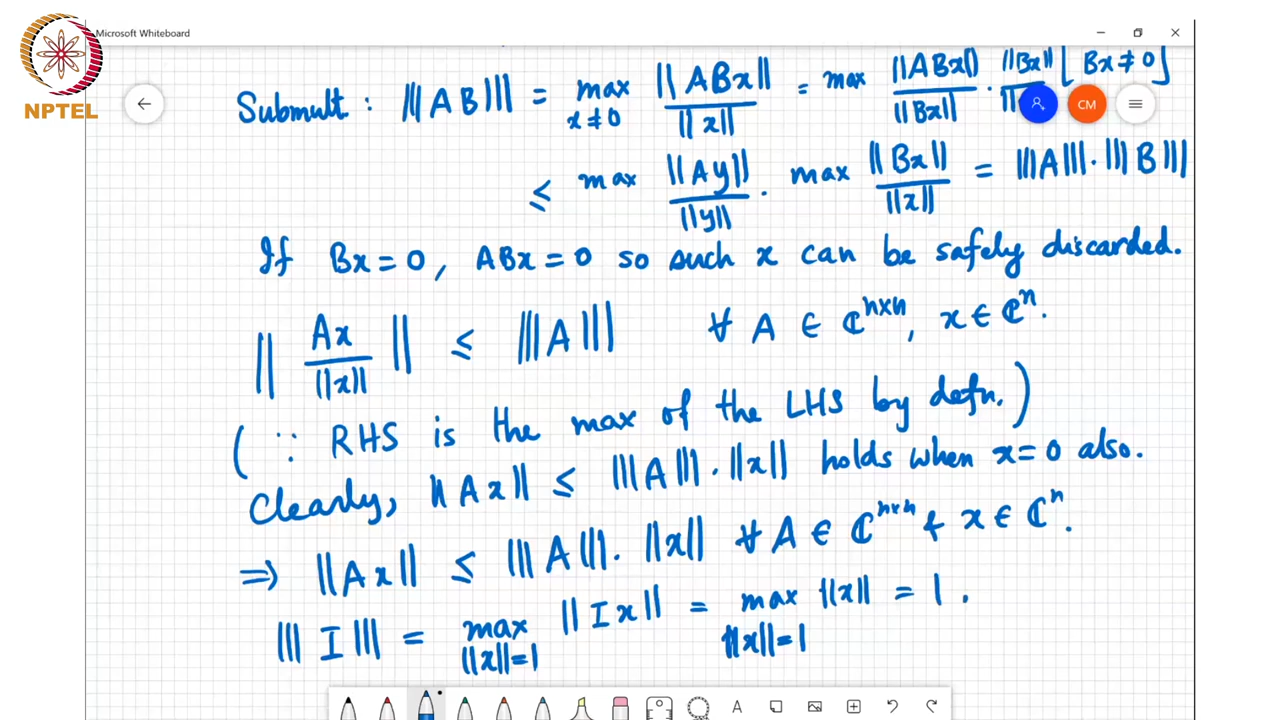 Microsoft Whiteboard
NPTEL
CM
Submult : |||AB||| = max_{x≠0} ||ABx|| / ||x|| = max ||ABx|| / ||Bx|| · ||Bx|| / || [Bx≠0]
≤ max ||Ay|| / ||y|| . max ||Bx|| / ||x|| = |||A|||·|||B|||
If Bx=0, ABx=0 so such x can be safely discarded.
|| Ax / ||x|| || ≤ |||A||| ∀ A ∈ ℂ^{n×n}, x ∈ ℂ^n.
( ∵ RHS is the max of the LHS by defn. )
Clearly, ||Ax|| ≤ |||A|||·||x|| holds when x=0 also.
⇒ ||Ax|| ≤ |||A|||. ||x|| ∀ A ∈ ℂ^{n×n} & x ∈ ℂ^n.
||| I ||| = max_{||x||=1} ||Ix|| = max_{||x||=1} ||x|| = 1.
A